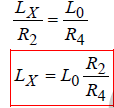 L_X / R_2 = L_0 / R_4
L_X = L_0 R_2 / R_4